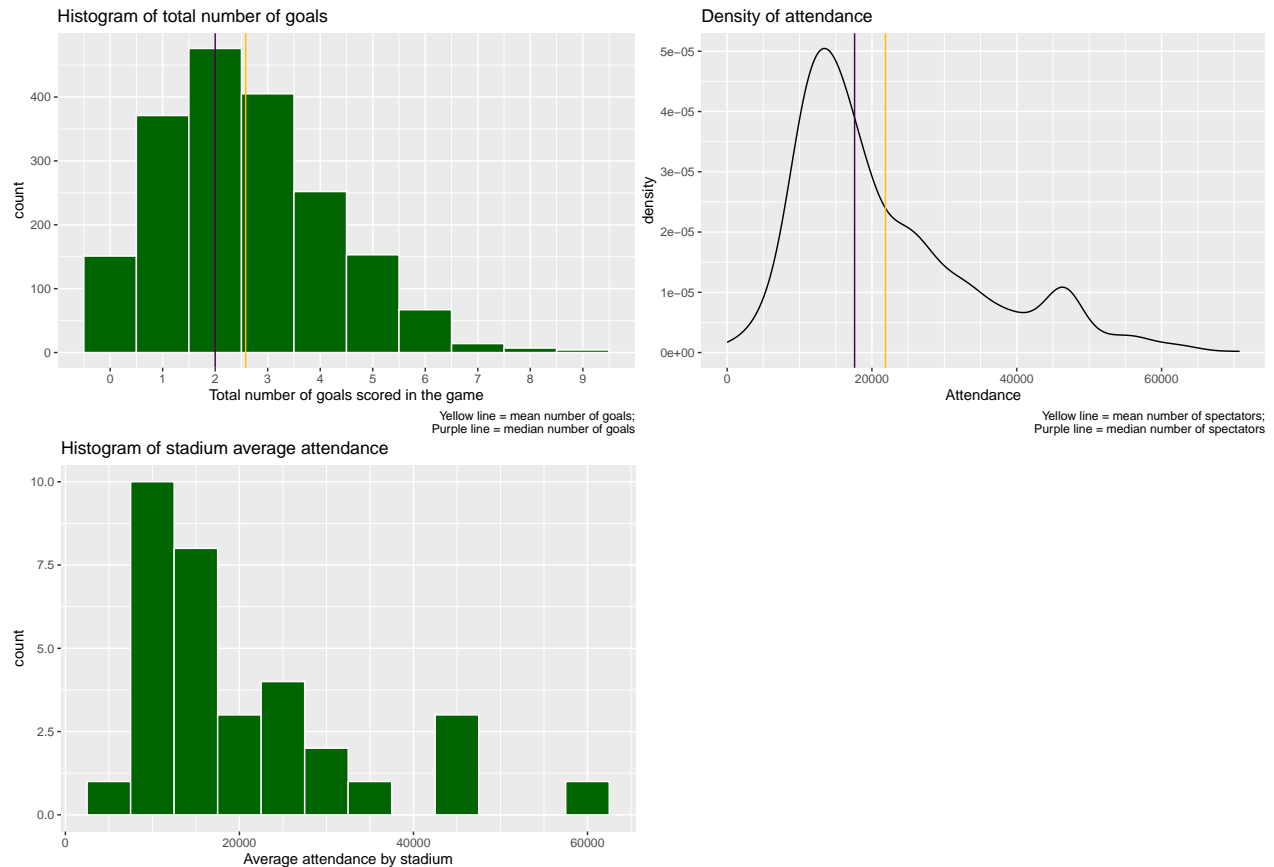 Histogram of total number of goals
count
0
100
200
300
400
0 1 2 3 4 5 6 7 8 9
Total number of goals scored in the game
Yellow line = mean number of goals;
Purple line = median number of goals
Density of attendance
density
5e−05
4e−05
3e−05
2e−05
1e−05
0e+00
0 20000 40000 60000
Attendance
Yellow line = mean number of spectators;
Purple line = median number of spectators
Histogram of stadium average attendance
count
10.0
7.5
5.0
2.5
0.0
0 20000 40000 60000
Average attendance by stadium